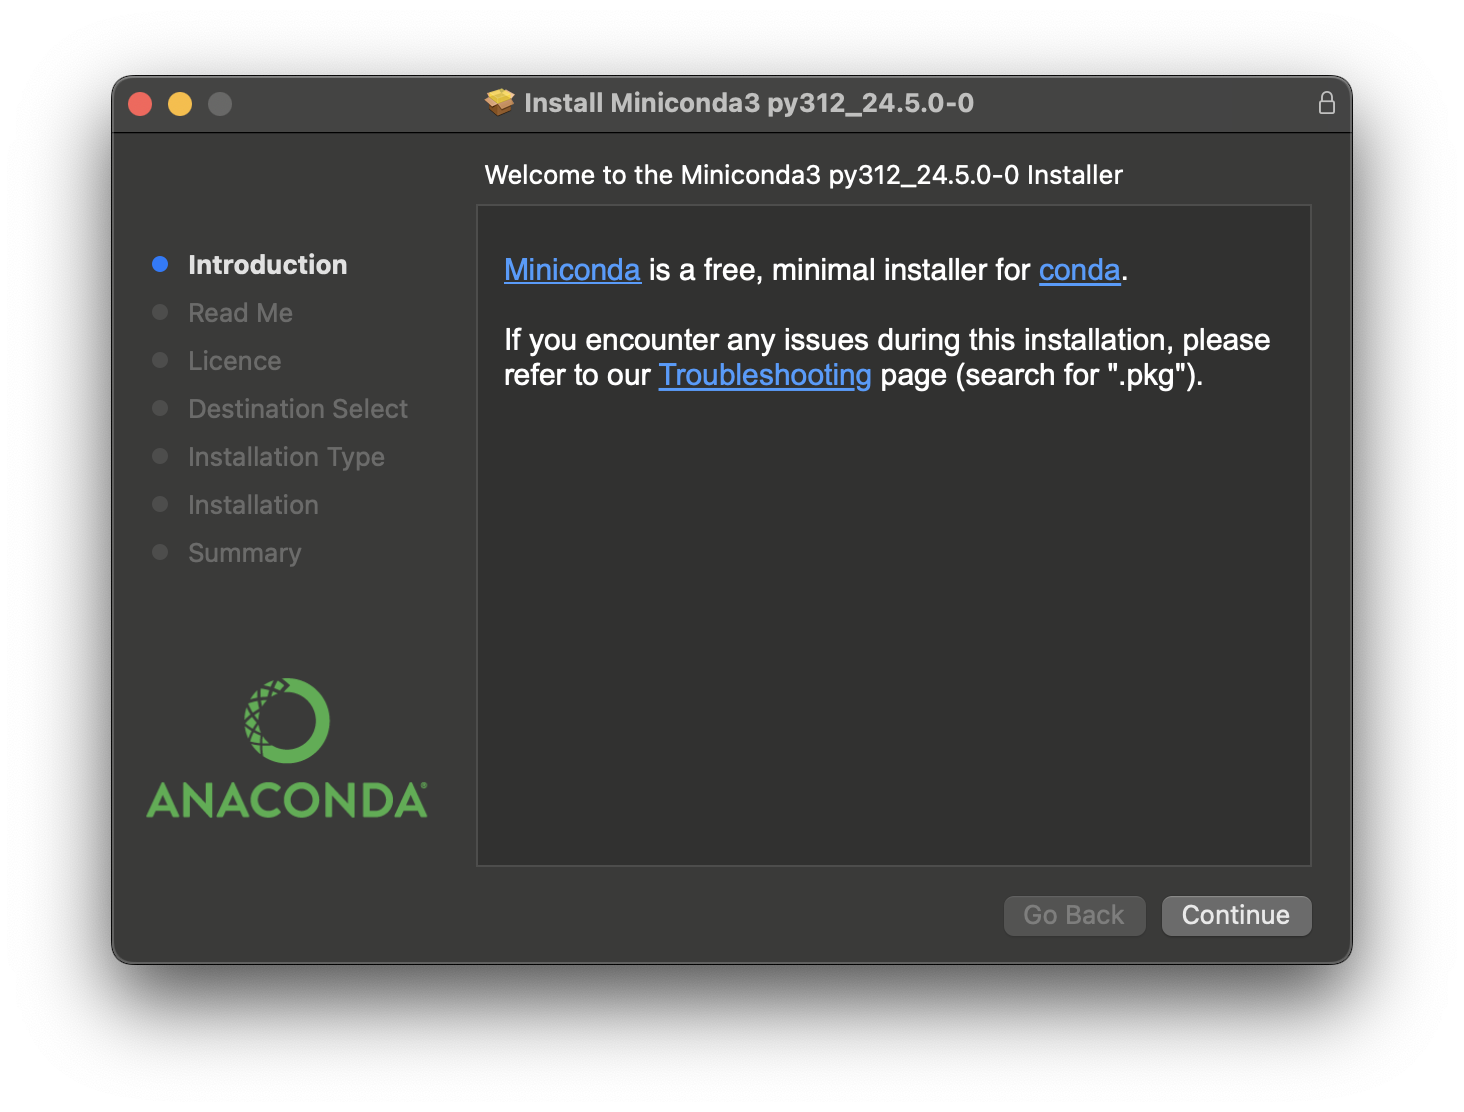 Install Miniconda3 py312_24.5.0-0
Welcome to the Miniconda3 py312_24.5.0-0 Installer
Introduction
Read Me
Licence
Destination Select
Installation Type
Installation
Summary
Miniconda is a free, minimal installer for conda.
If you encounter any issues during this installation, please
refer to our Troubleshooting page (search for ".pkg").
ANACONDA®
Go Back
Continue